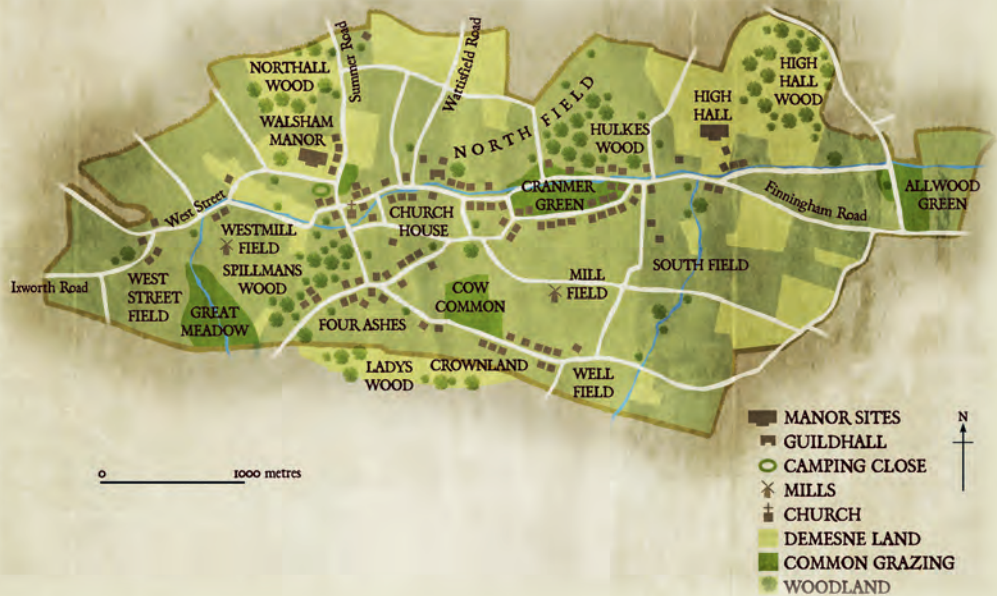 Summer Road
Wattisfield Road
NORTHALL
WOOD
WALSHAM
MANOR
NORTH FIELD
HULKES
WOOD
HIGH
HALL
HIGH
HALL
WOOD
West Street
CHURCH
HOUSE
CRANMER
GREEN
Finningham Road
ALLWOOD
GREEN
WESTMILL
FIELD
SPILLMANS
WOOD
Ixworth Road
WEST
STREET
FIELD
GREAT
MEADOW
FOUR ASHES
COW
COMMON
MILL
FIELD
SOUTH FIELD
LADYS
WOOD
CROWNLAND
WELL
FIELD
0 1000 metres
N
MANOR SITES
GUILDHALL
CAMPING CLOSE
MILLS
CHURCH
DEMESNE LAND
COMMON GRAZING
WOODLAND